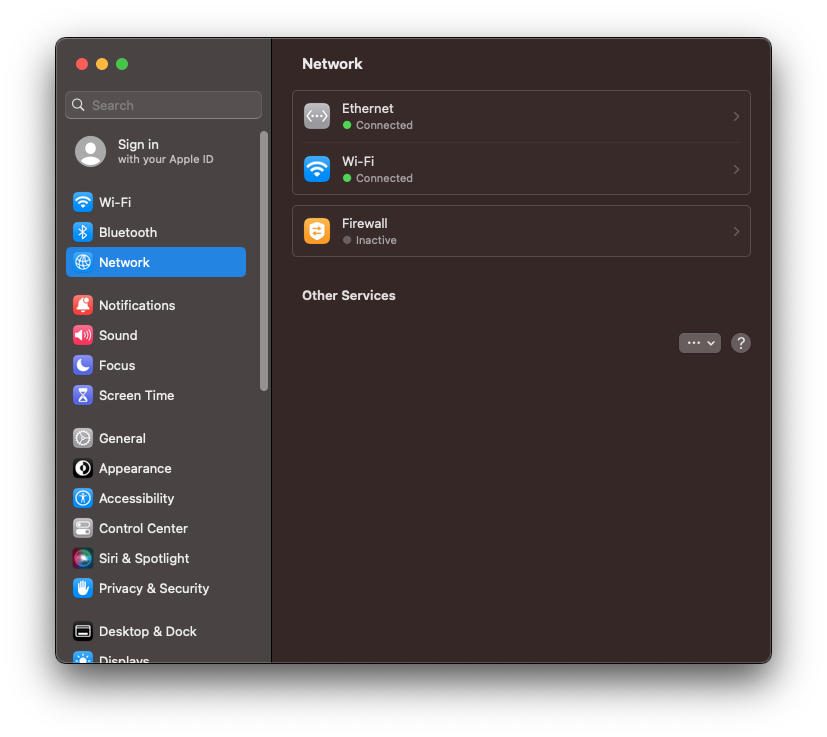 Search
Sign in
with your Apple ID
Wi-Fi
Bluetooth
Network
Notifications
Sound
Focus
Screen Time
General
Appearance
Accessibility
Control Center
Siri & Spotlight
Privacy & Security
Desktop & Dock
Displays
Network
Ethernet
Connected
Wi-Fi
Connected
Firewall
Inactive
Other Services
?